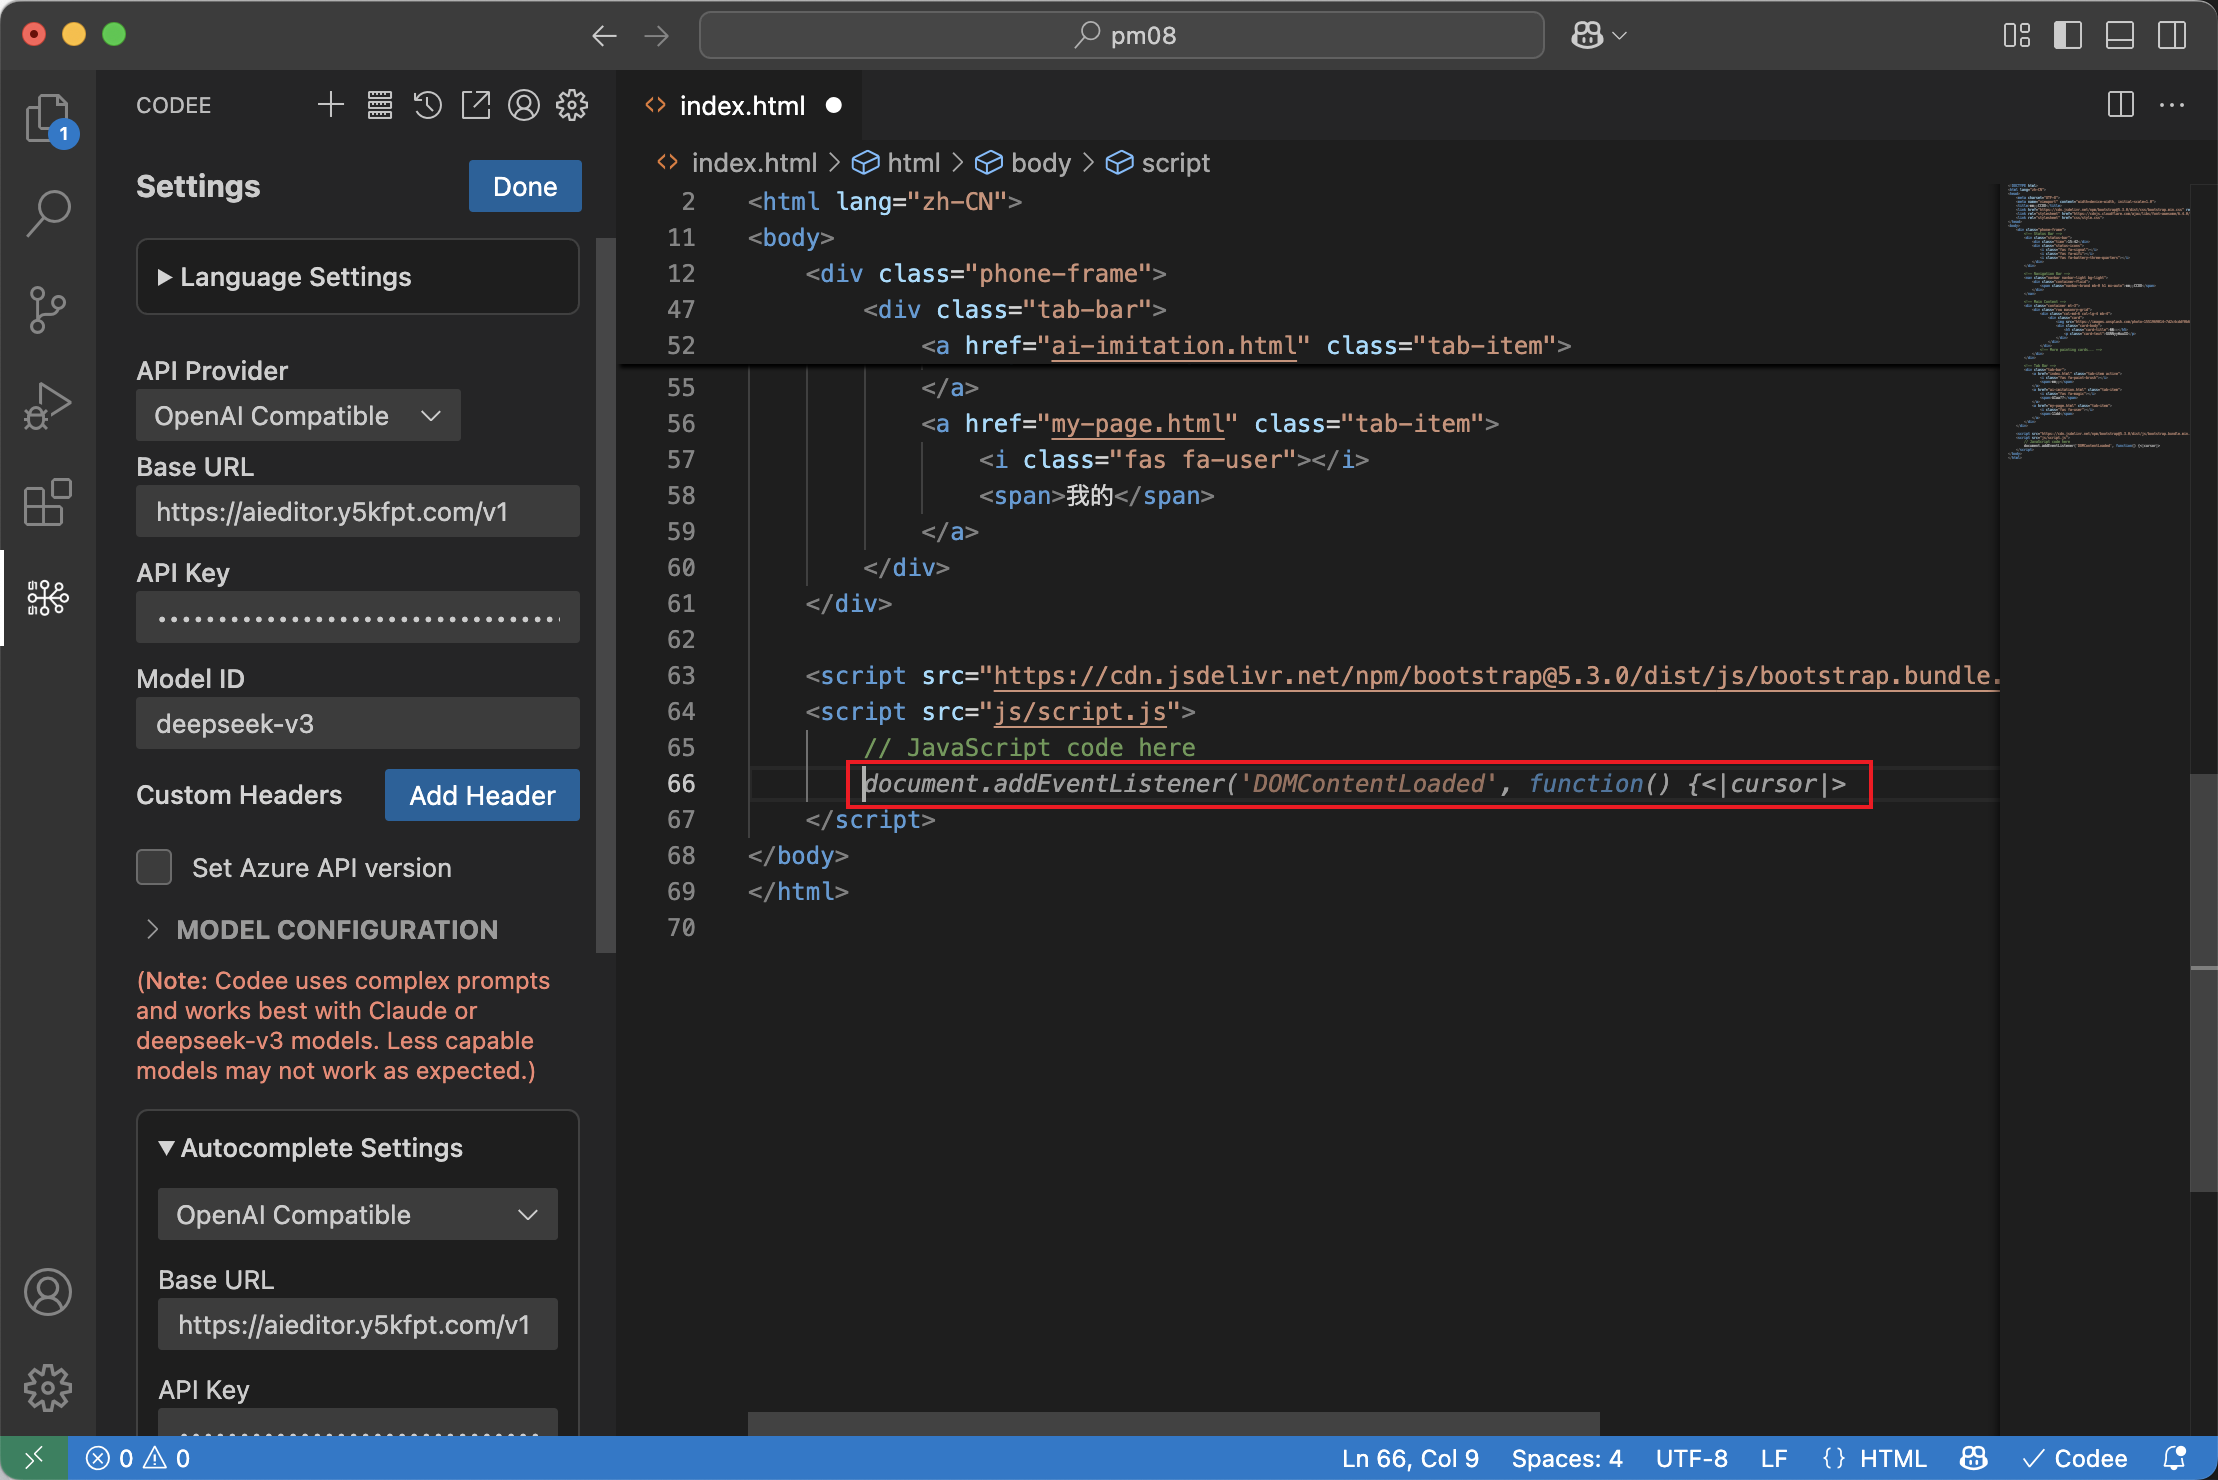 pm08
CODEE
1
Settings
Done
Language Settings
API Provider
OpenAI Compatible
Base URL
https://aieditor.y5kfpt.com/v1
API Key
Model ID
deepseek-v3
Custom Headers
Add Header
Set Azure API version
MODEL CONFIGURATION
(Note: Codee uses complex prompts
and works best with Claude or
deepseek-v3 models. Less capable
models may not work as expected.)
Autocomplete Settings
OpenAI Compatible
Base URL
https://aieditor.y5kfpt.com/v1
API Key
index.html
index.html > html > body > script
2 <html lang="zh-CN">
11 <body>
12 <div class="phone-frame">
47 <div class="tab-bar">
52 <a href="ai-imitation.html" class="tab-item">
55 </a>
56 <a href="my-page.html" class="tab-item">
57 <i class="fas fa-user"></i>
58 <span>我的</span>
59 </a>
60 </div>
61 </div>
62
63 <script src="https://cdn.jsdelivr.net/npm/bootstrap@5.3.0/dist/js/bootstrap.bundle.
64 <script src="js/script.js">
65 // JavaScript code here
66 document.addEventListener('DOMContentLoaded', function() {<|cursor|>
67 </script>
68 </body>
69 </html>
70
0 0
Ln 66, Col 9
Spaces: 4
UTF-8
LF
{} HTML
Codee